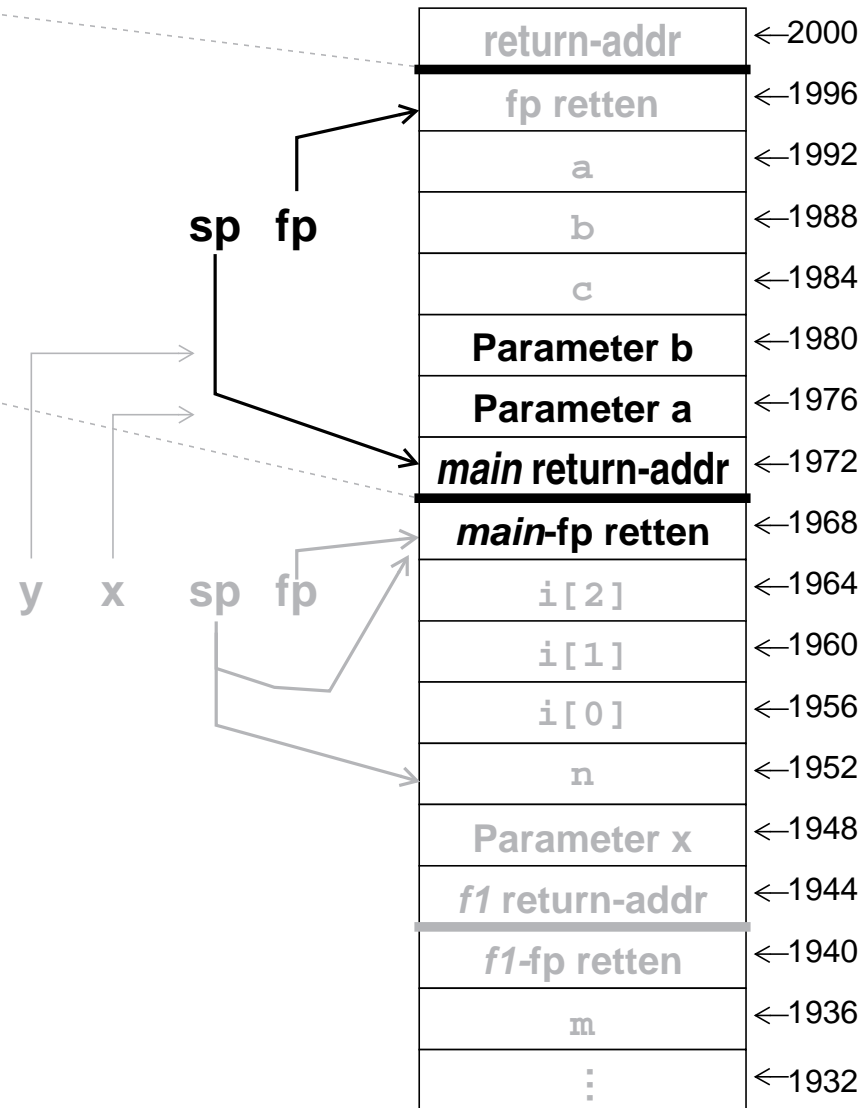 return-addr ←2000
fp retten ←1996
a ←1992
sp fp b ←1988
c ←1984
Parameter b ←1980
Parameter a ←1976
main return-addr ←1972
main-fp retten ←1968
y x sp fp i[2] ←1964
i[1] ←1960
i[0] ←1956
n ←1952
Parameter x ←1948
f1 return-addr ←1944
f1-fp retten ←1940
m ←1936
⋮ ←1932